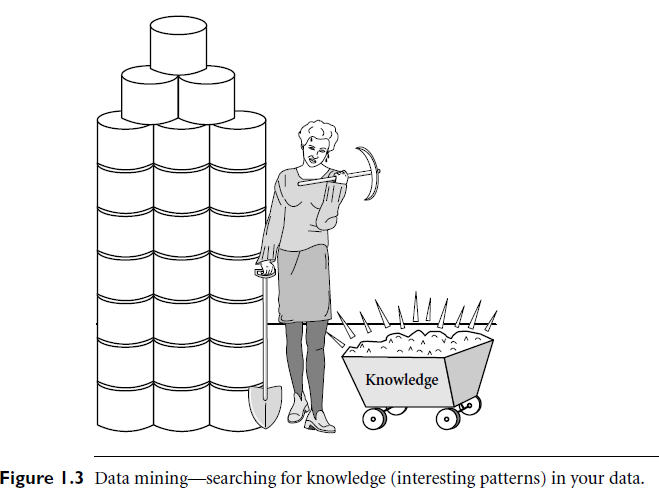 Knowledge
Figure 1.3 Data mining—searching for knowledge (interesting patterns) in your data.